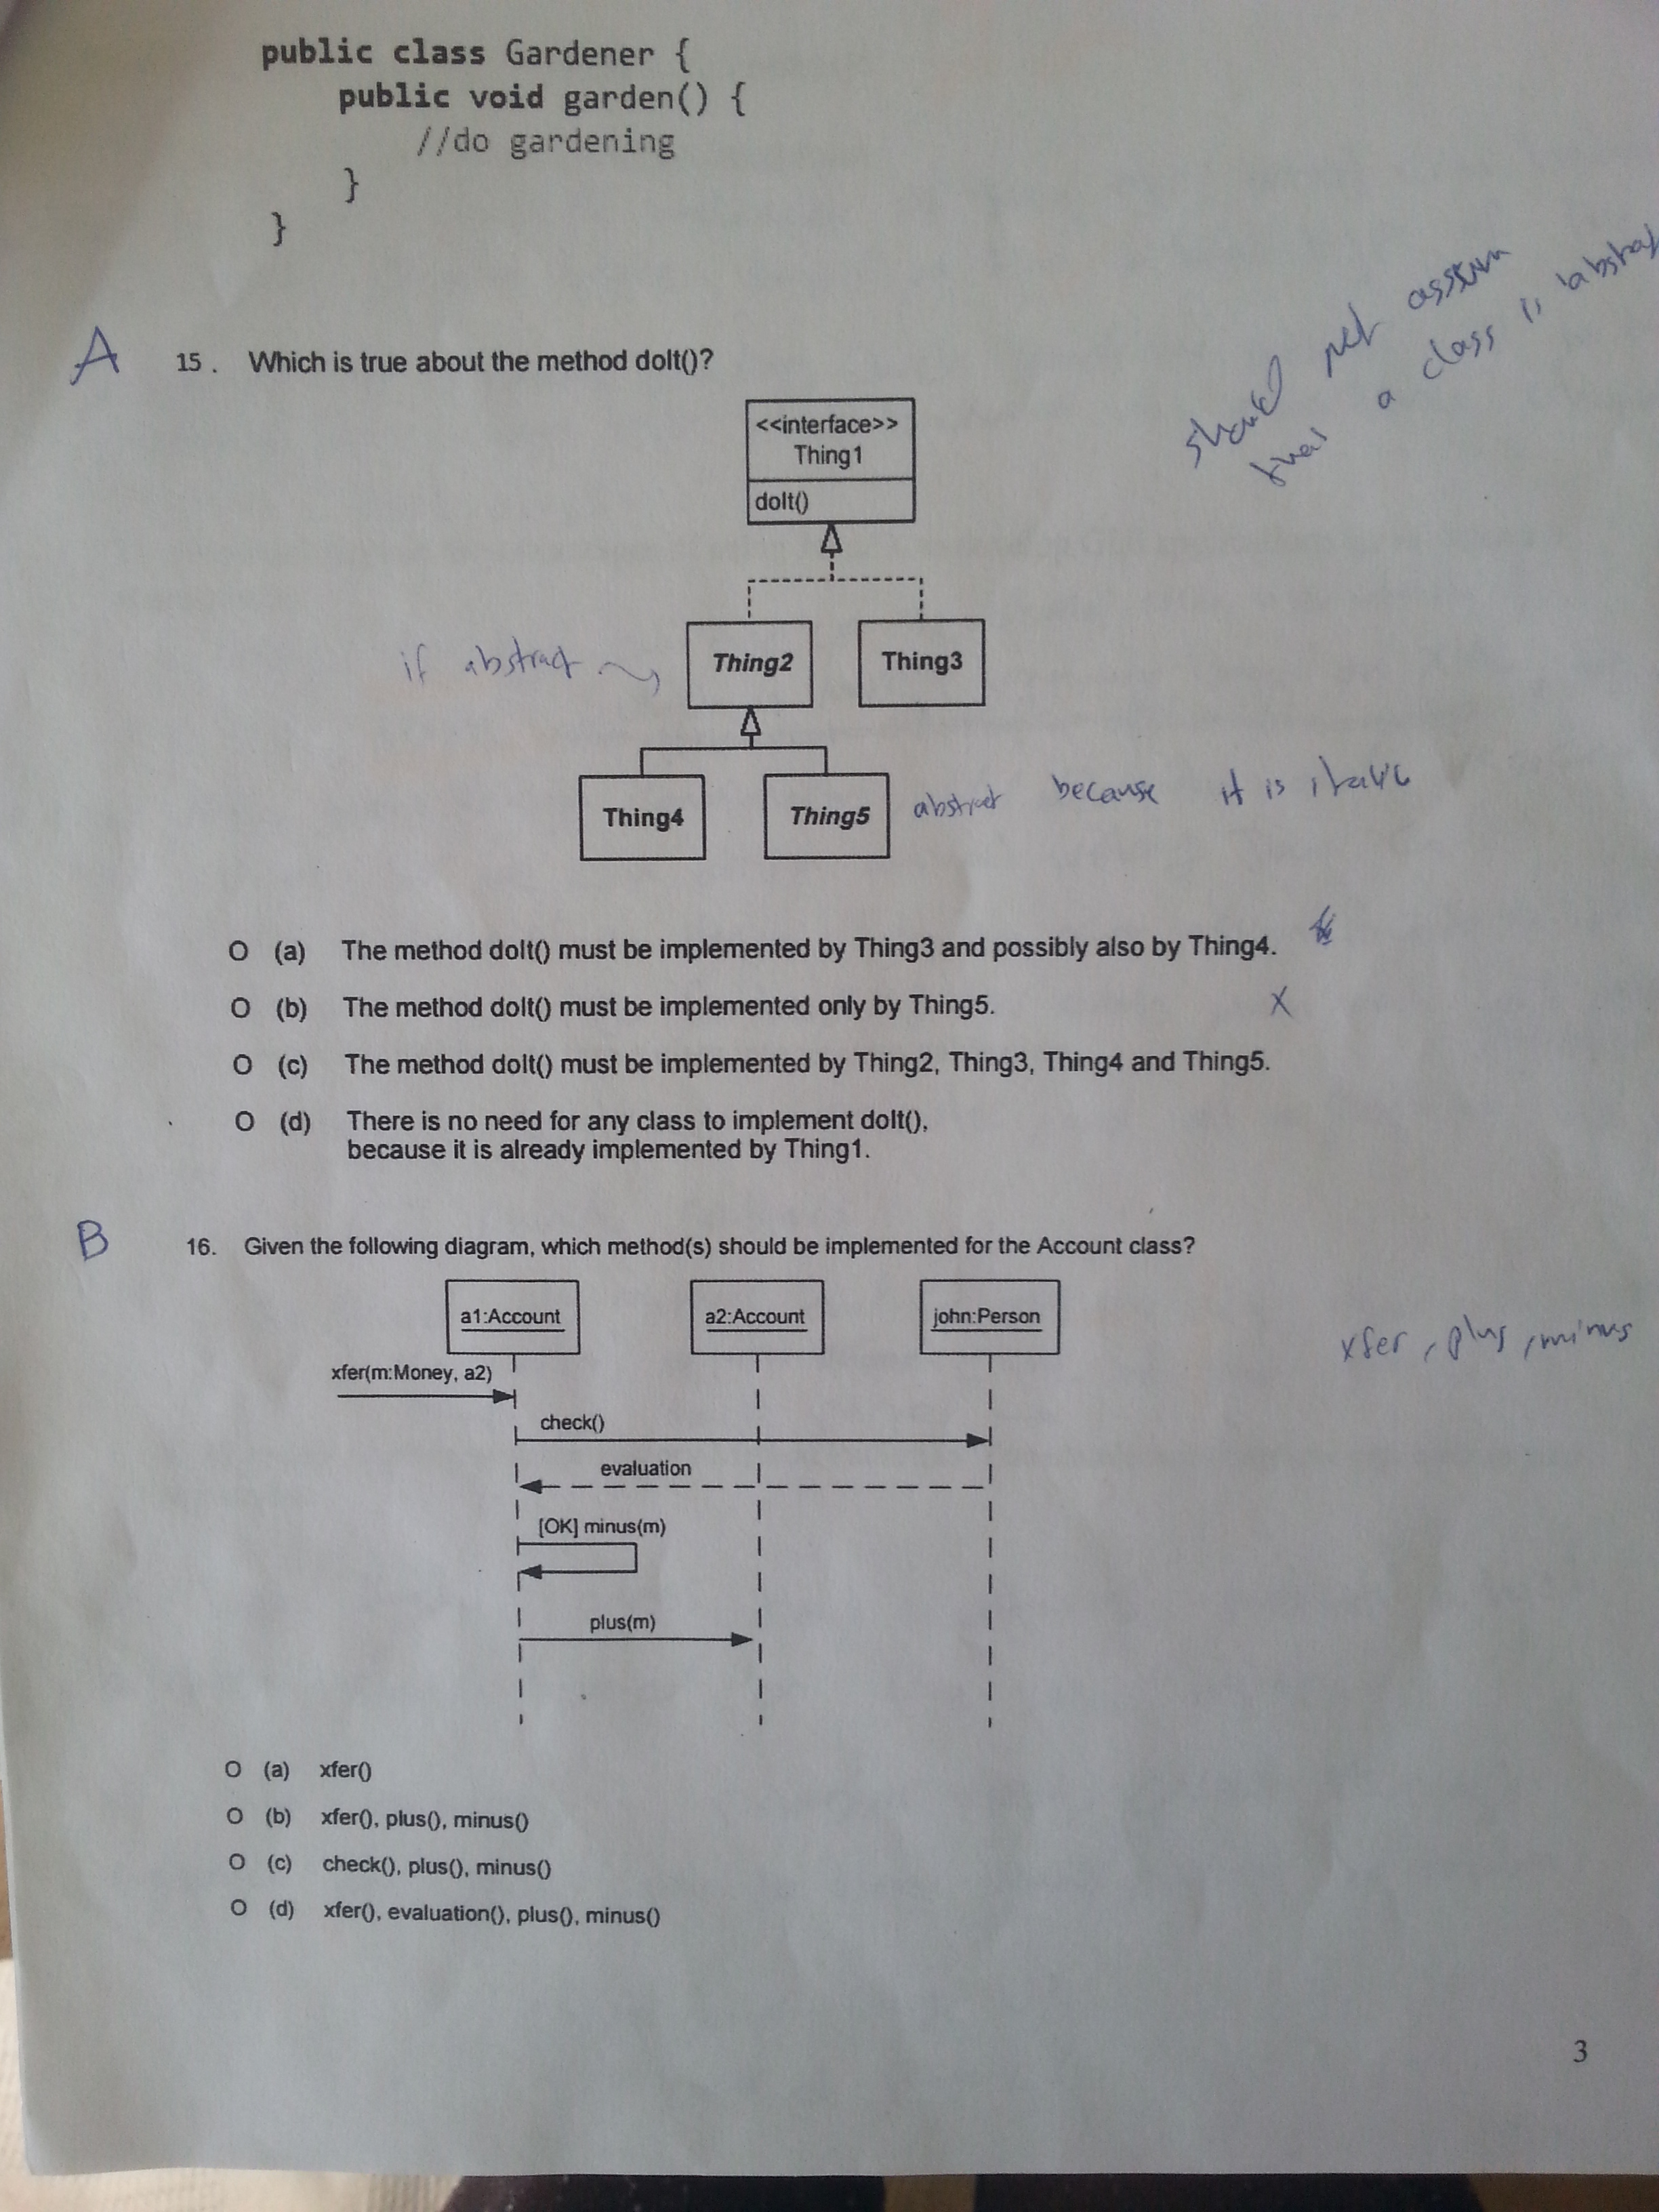 public class Gardener {
public void garden() {
//do gardening
}
}
should not assum
that a class is abstrac
A
15 . Which is true about the method doIt()?
<<interface>>
Thing1
doIt()
if abstract
Thing2
Thing3
Thing4
Thing5
abstract because it is italic
O (a) The method doIt() must be implemented by Thing3 and possibly also by Thing4.
O (b) The method doIt() must be implemented only by Thing5. X
O (c) The method doIt() must be implemented by Thing2, Thing3, Thing4 and Thing5.
O (d) There is no need for any class to implement doIt(),
because it is already implemented by Thing1.
B
16. Given the following diagram, which method(s) should be implemented for the Account class?
a1:Account
a2:Account
john:Person
xfer, plus, minus
xfer(m:Money, a2)
check()
evaluation
[OK] minus(m)
plus(m)
O (a) xfer()
O (b) xfer(), plus(), minus()
O (c) check(), plus(), minus()
O (d) xfer(), evaluation(), plus(), minus()
3